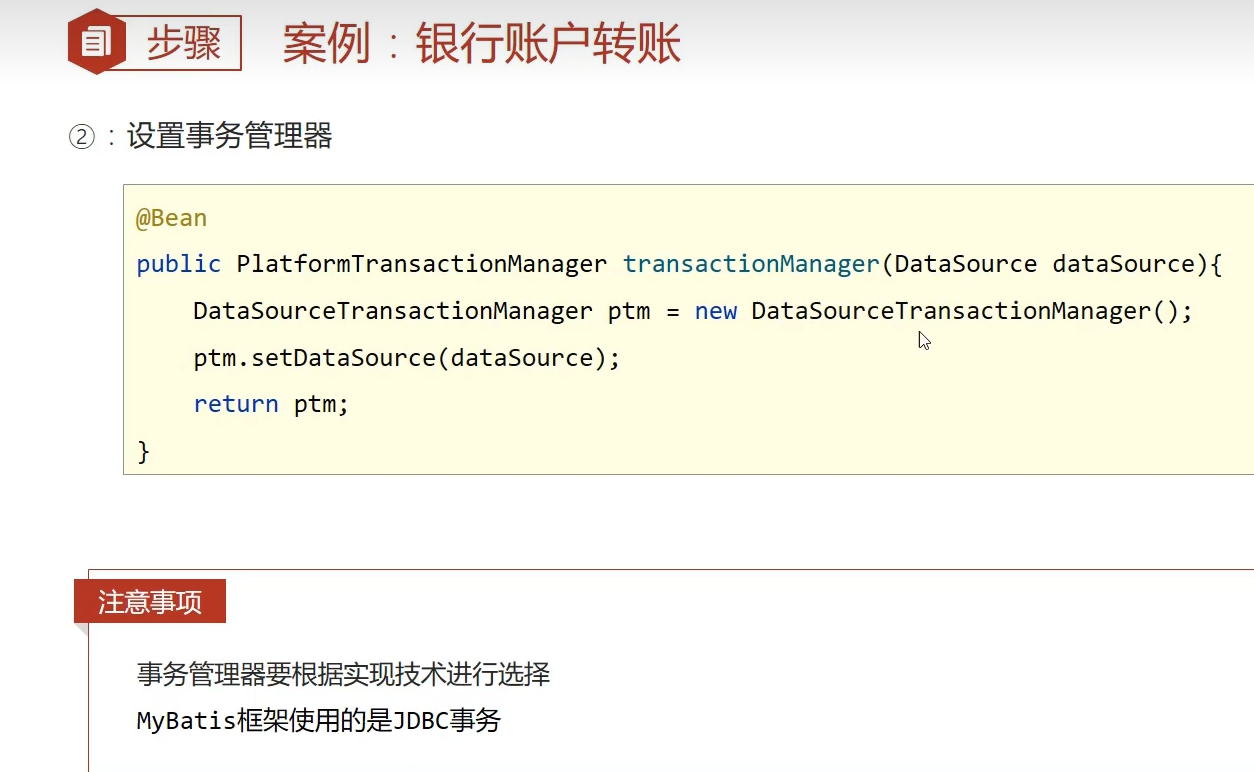 步骤 案例：银行账户转账
②：设置事务管理器
@Bean
public PlatformTransactionManager transactionManager(DataSource dataSource){
    DataSourceTransactionManager ptm = new DataSourceTransactionManager();
    ptm.setDataSource(dataSource);
    return ptm;
}
注意事项
事务管理器要根据实现技术进行选择
MyBatis框架使用的是JDBC事务